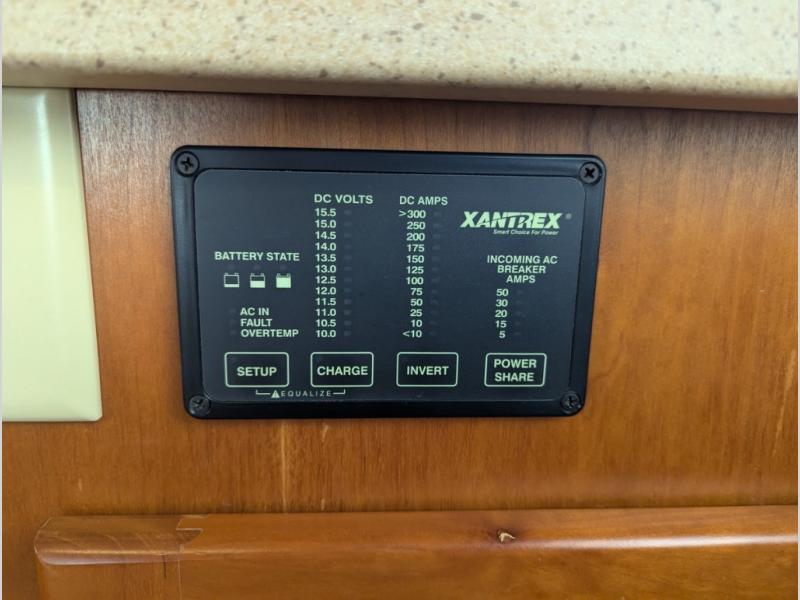 DC VOLTS
15.5
15.0
14.5
14.0
13.5
13.0
12.5
12.0
11.5
11.0
10.5
10.0
DC AMPS
>300
250
200
175
150
125
100
75
50
25
10
<10
XANTREX®
Smart Choice For Power
BATTERY STATE
AC IN
FAULT
OVERTEMP
INCOMING AC
BREAKER
AMPS
50
30
20
15
5
SETUP
CHARGE
INVERT
POWER
SHARE
EQUALIZE